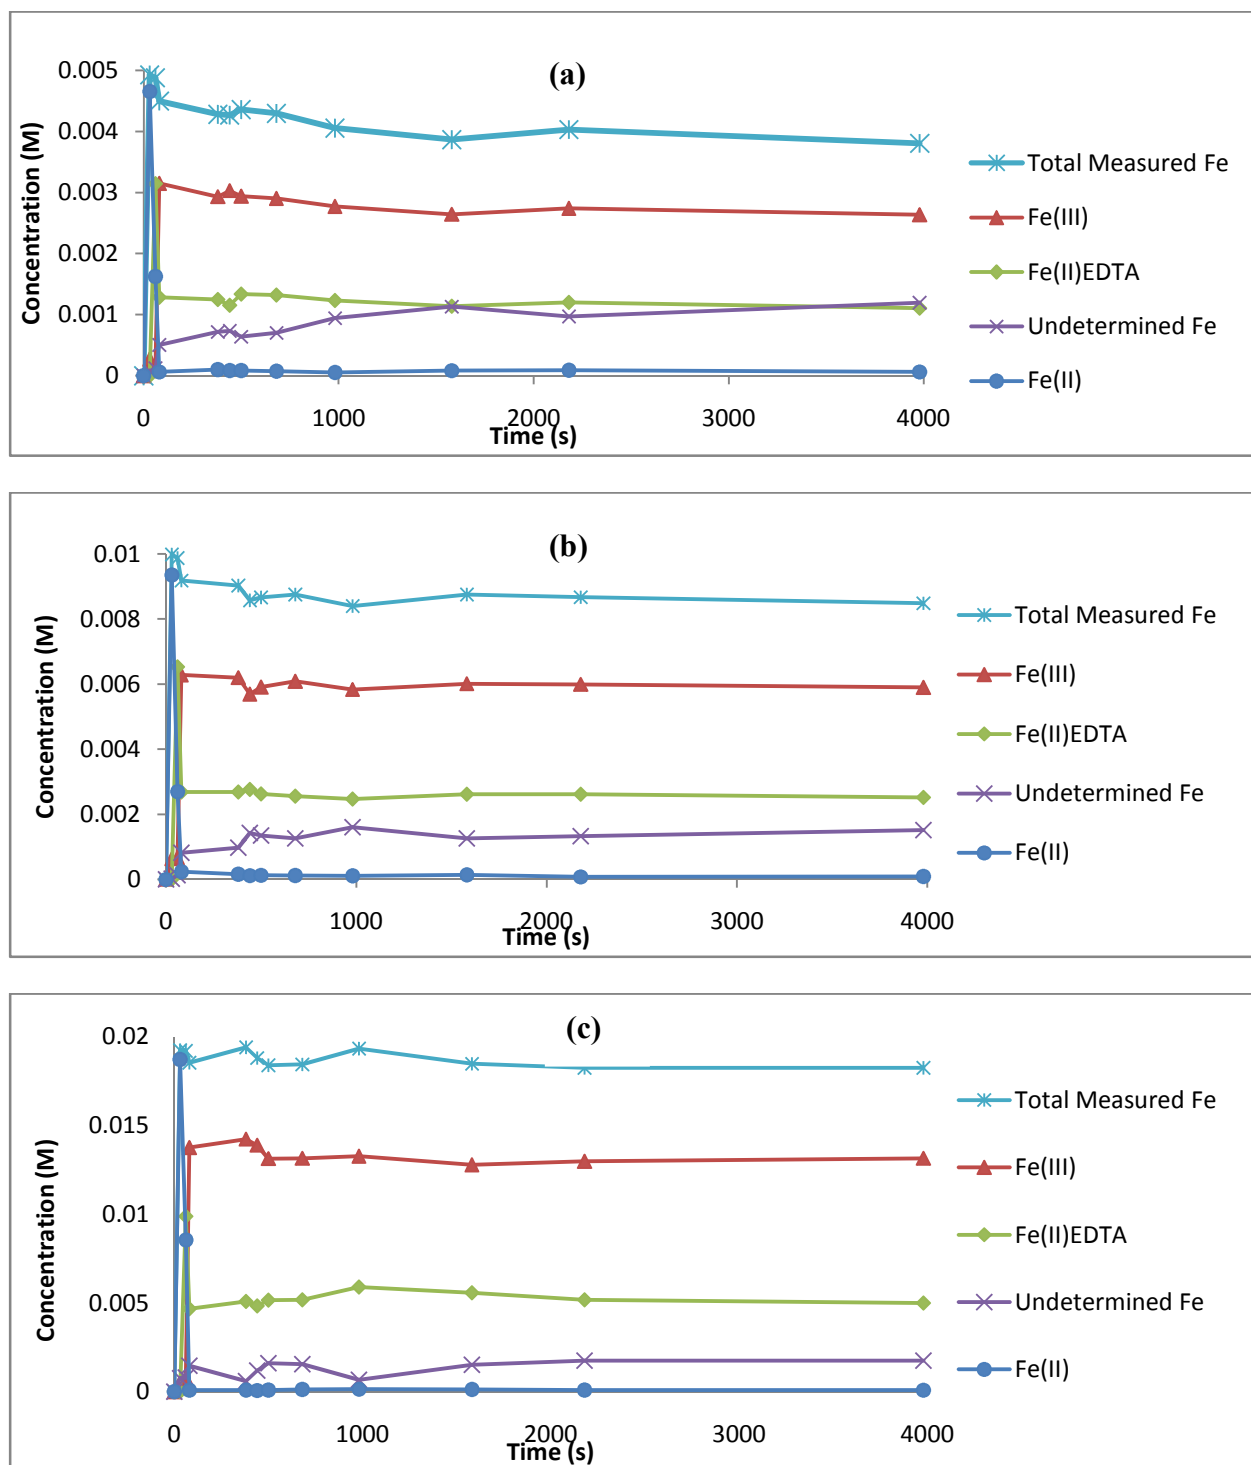 (a)
0.005
0.004
0.003
0.002
0.001
0
Concentration (M)
0 1000 2000 3000 4000
Time (s)
Total Measured Fe
Fe(III)
Fe(II)EDTA
Undetermined Fe
Fe(II)
(b)
0.01
0.008
0.006
0.004
0.002
0
Concentration (M)
0 1000 2000 3000 4000
Time (s)
Total Measured Fe
Fe(III)
Fe(II)EDTA
Undetermined Fe
Fe(II)
(c)
0.02
0.015
0.01
0.005
0
Concentration (M)
0 1000 2000 3000 4000
Time (s)
Total Measured Fe
Fe(III)
Fe(II)EDTA
Undetermined Fe
Fe(II)